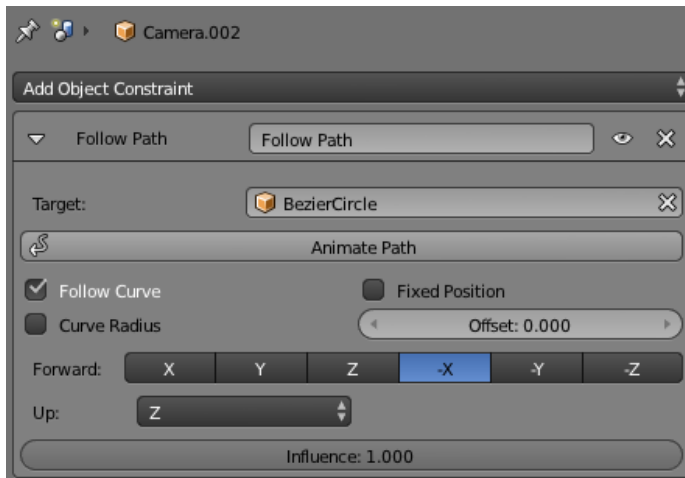 Camera.002
Add Object Constraint
Follow Path Follow Path
Target: BezierCircle
Animate Path
Follow Curve Fixed Position
Curve Radius Offset: 0.000
Forward: X Y Z -X -Y -Z
Up: Z
Influence: 1.000